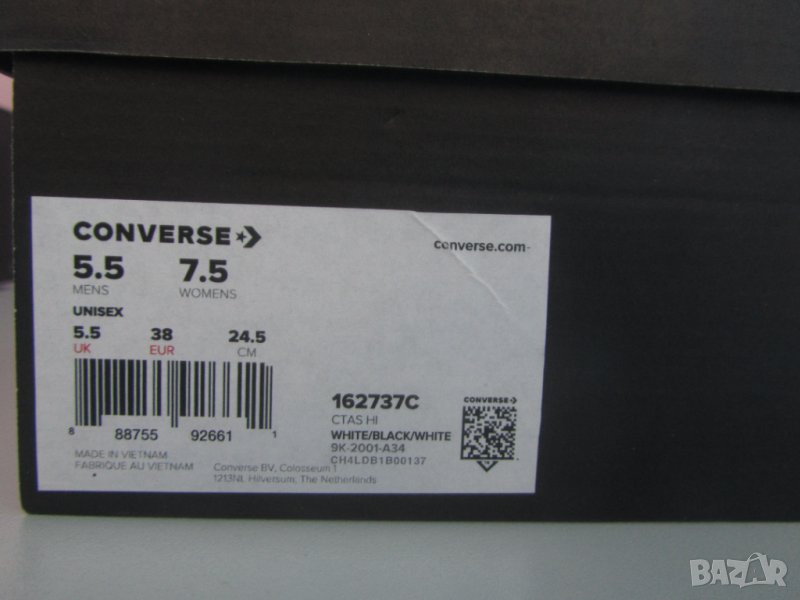 CONVERSE
converse.com
5.5 7.5
MENS WOMENS
UNISEX
5.5 38 24.5
UK EUR CM
8 88755 92661 1
162737C
CTAS HI
WHITE/BLACK/WHITE
9K-2001-A34
CH4LDB1B00137
CONVERSE
MADE IN VIETNAM
FABRIQUE AU VIETNAM
Converse BV, Colosseum 1
1213NL Hilversum, The Netherlands
BAZAR